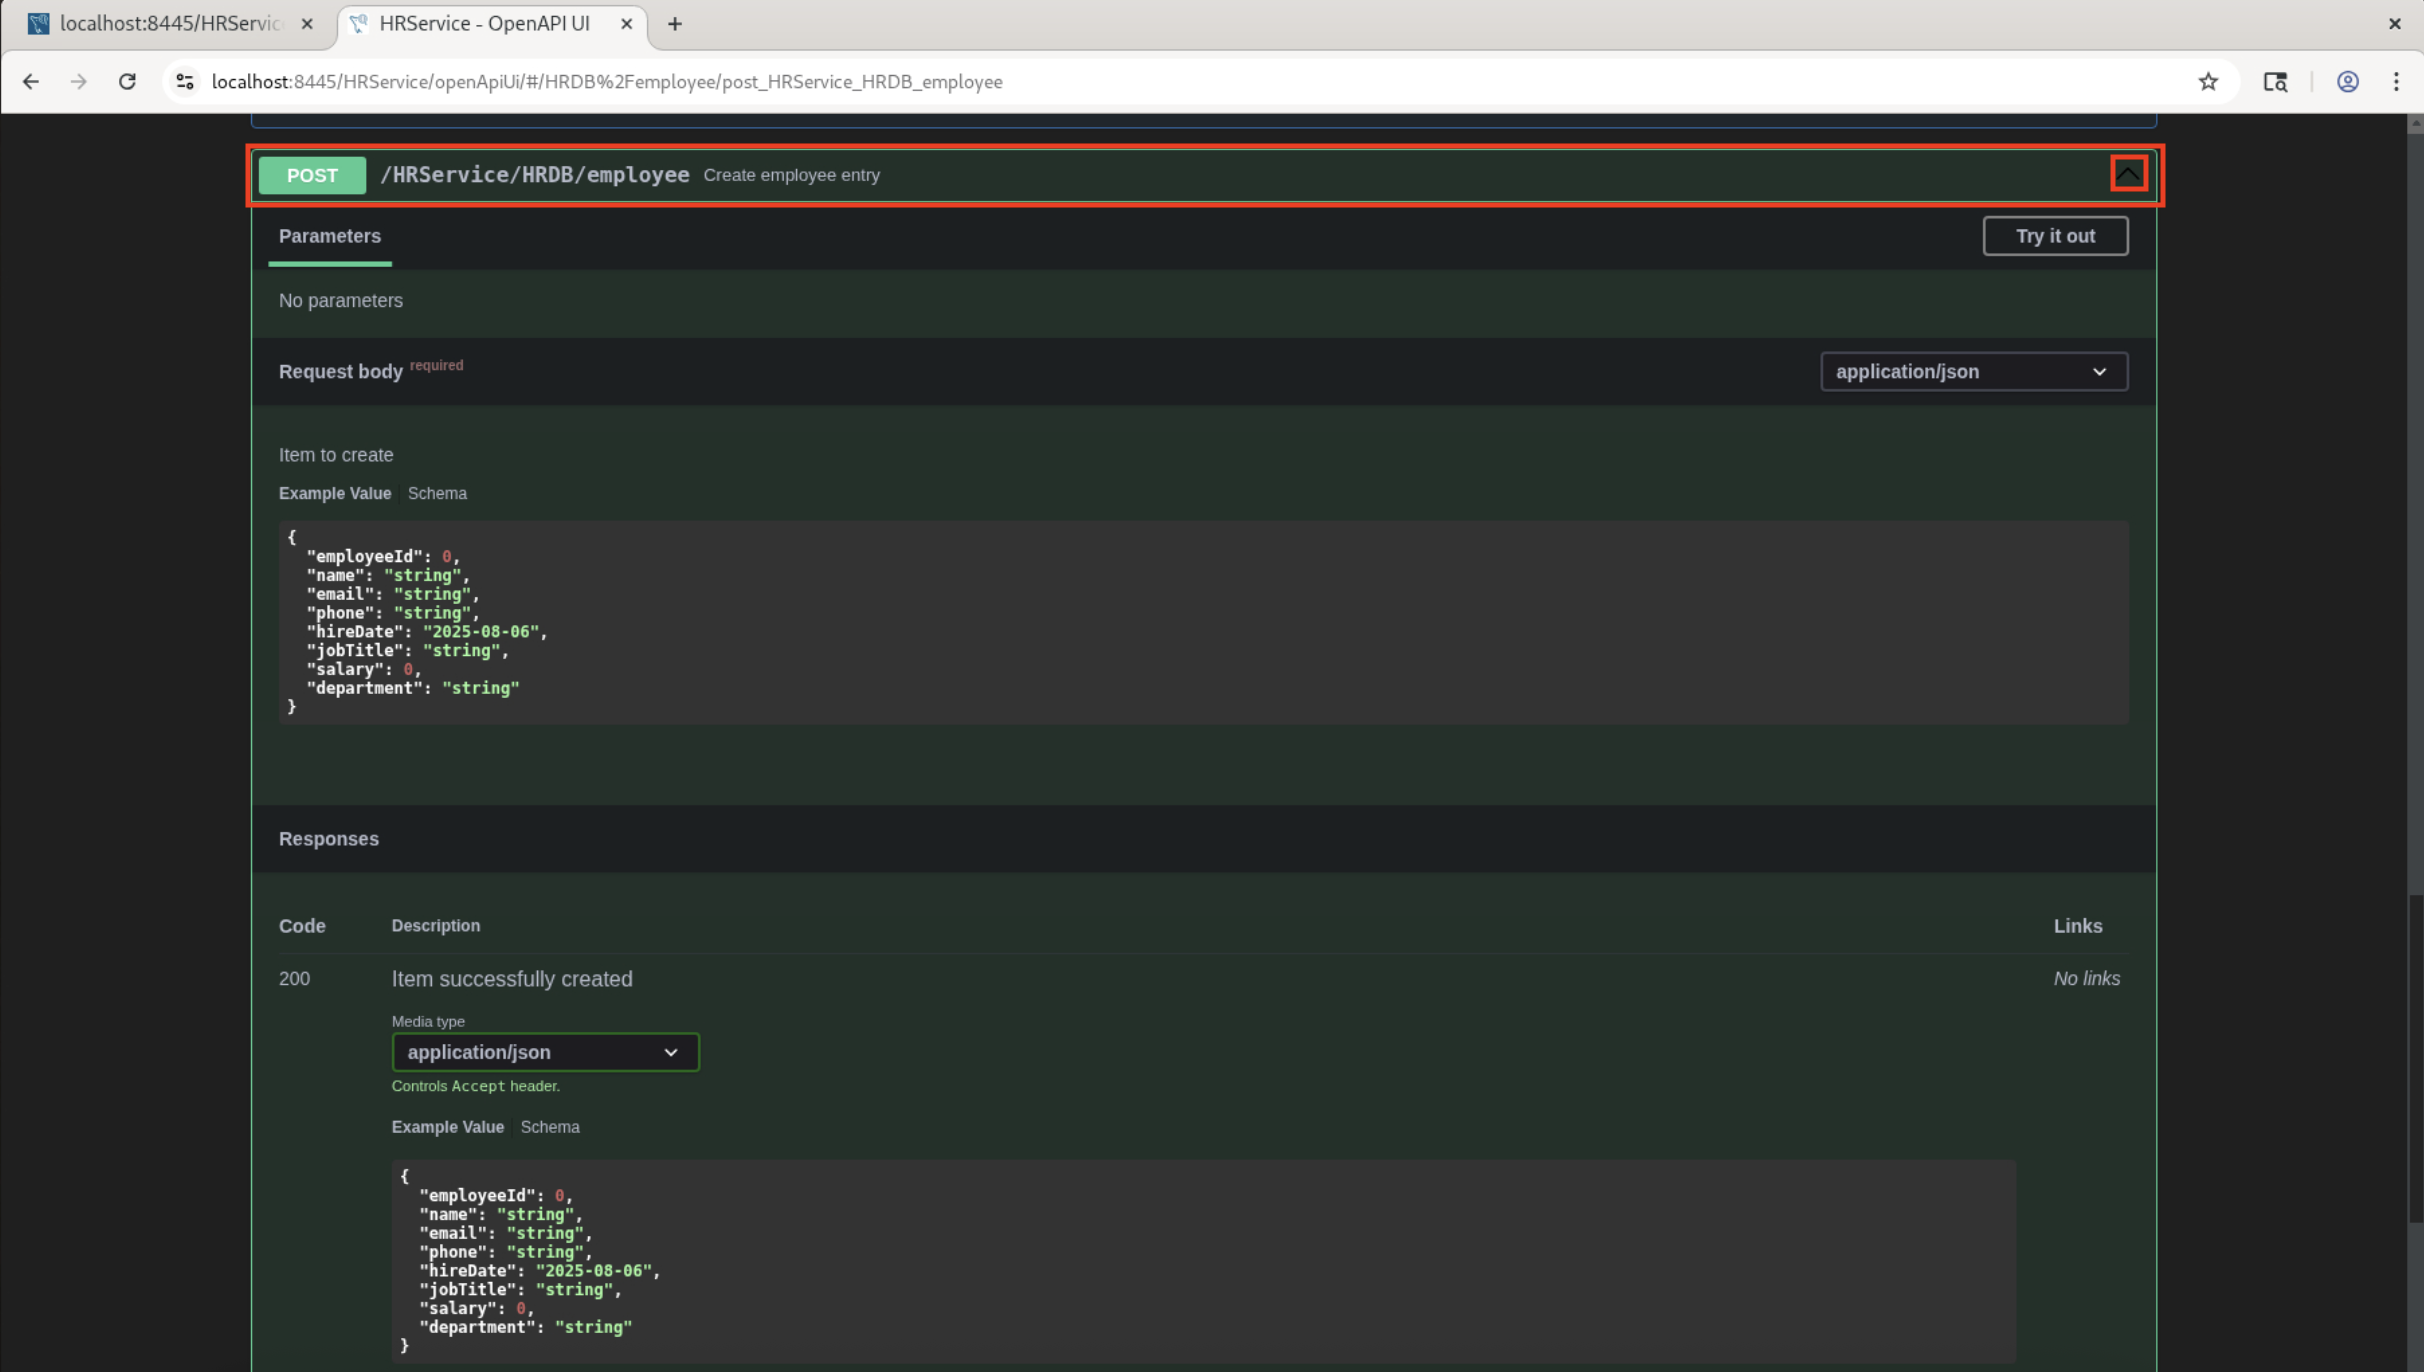 localhost:8445/HRServic
HRService - OpenAPI UI
localhost:8445/HRService/openApiUi/#/HRDB%2Femployee/post_HRService_HRDB_employee
POST /HRService/HRDB/employee Create employee entry
Parameters
Try it out
No parameters
Request body required
application/json
Item to create
Example Value Schema
{
"employeeId": 0,
"name": "string",
"email": "string",
"phone": "string",
"hireDate": "2025-08-06",
"jobTitle": "string",
"salary": 0,
"department": "string"
}
Responses
Code Description Links
200 Item successfully created No links
Media type
application/json
Controls Accept header.
Example Value Schema
{
"employeeId": 0,
"name": "string",
"email": "string",
"phone": "string",
"hireDate": "2025-08-06",
"jobTitle": "string",
"salary": 0,
"department": "string"
}